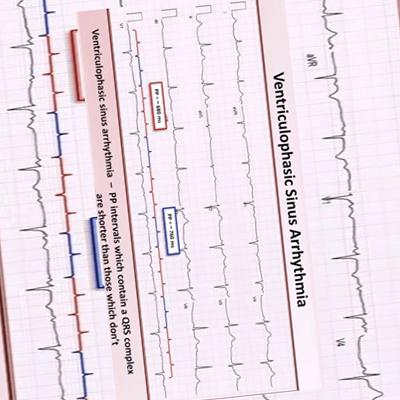 Ventriculophasic Sinus Arrhythmia
aVR
V4
PP = ~ 680 ms
PP = ~ 760 ms
Ventriculophasic sinus arrhythmia – PP intervals which contain a QRS complex
are shorter than those which don't